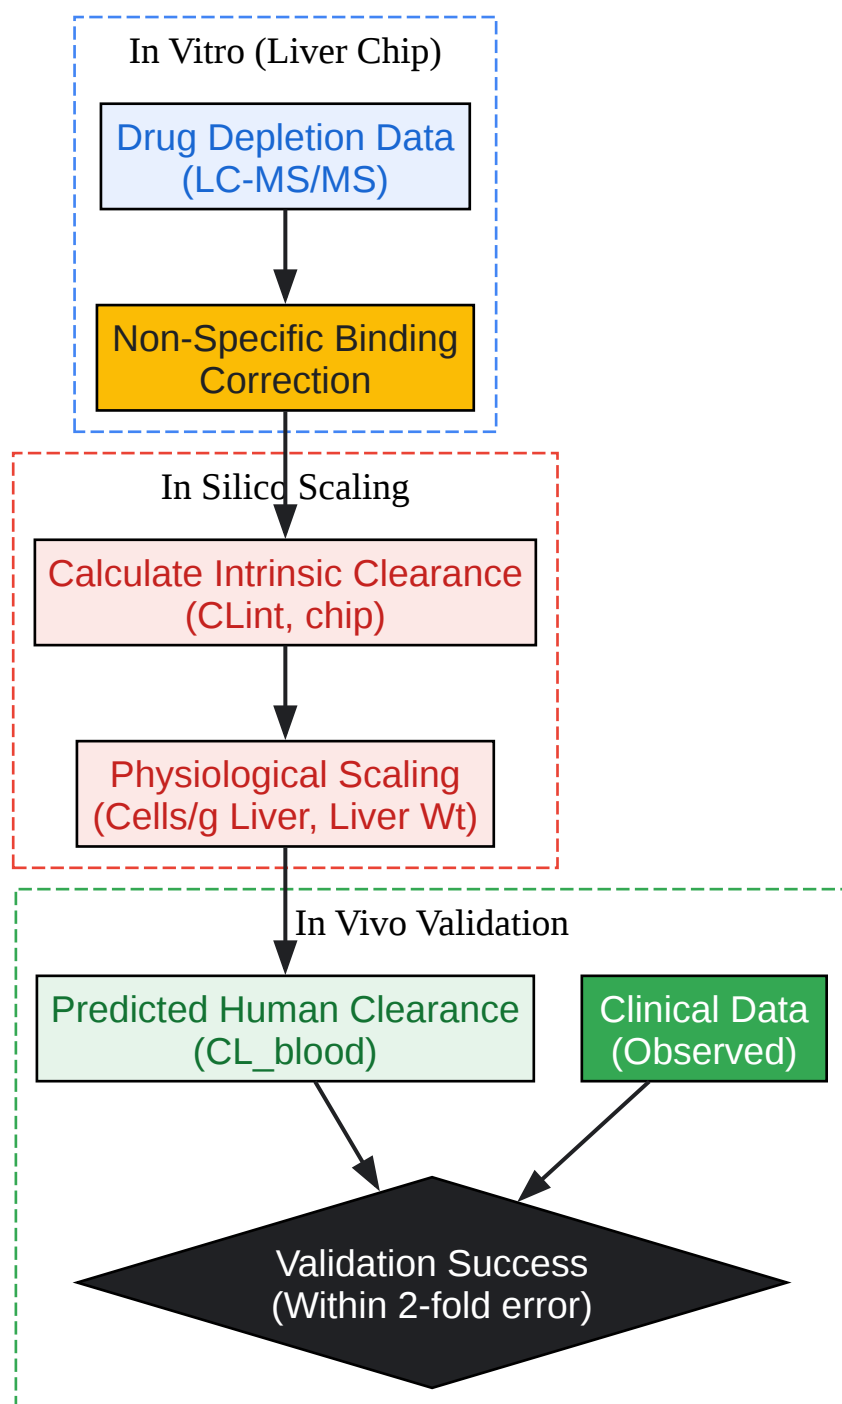 In Vitro (Liver Chip)
Drug Depletion Data
(LC-MS/MS)
Non-Specific Binding
Correction
In Silico Scaling
Calculate Intrinsic Clearance
(CLint, chip)
Physiological Scaling
(Cells/g Liver, Liver Wt)
In Vivo Validation
Predicted Human Clearance
(CL_blood)
Clinical Data
(Observed)
Validation Success
(Within 2-fold error)